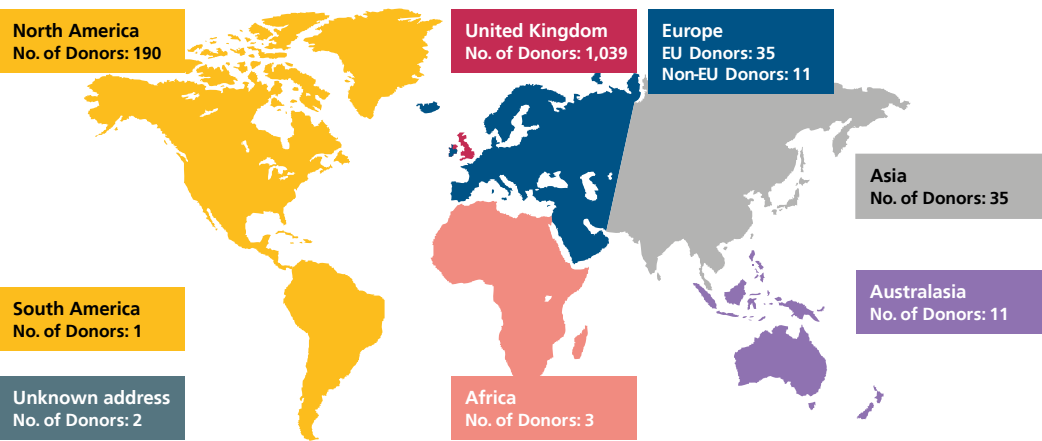 North America
No. of Donors: 190
United Kingdom
No. of Donors: 1,039
Europe
EU Donors: 35
Non-EU Donors: 11
Asia
No. of Donors: 35
South America
No. of Donors: 1
Australasia
No. of Donors: 11
Unknown address
No. of Donors: 2
Africa
No. of Donors: 3